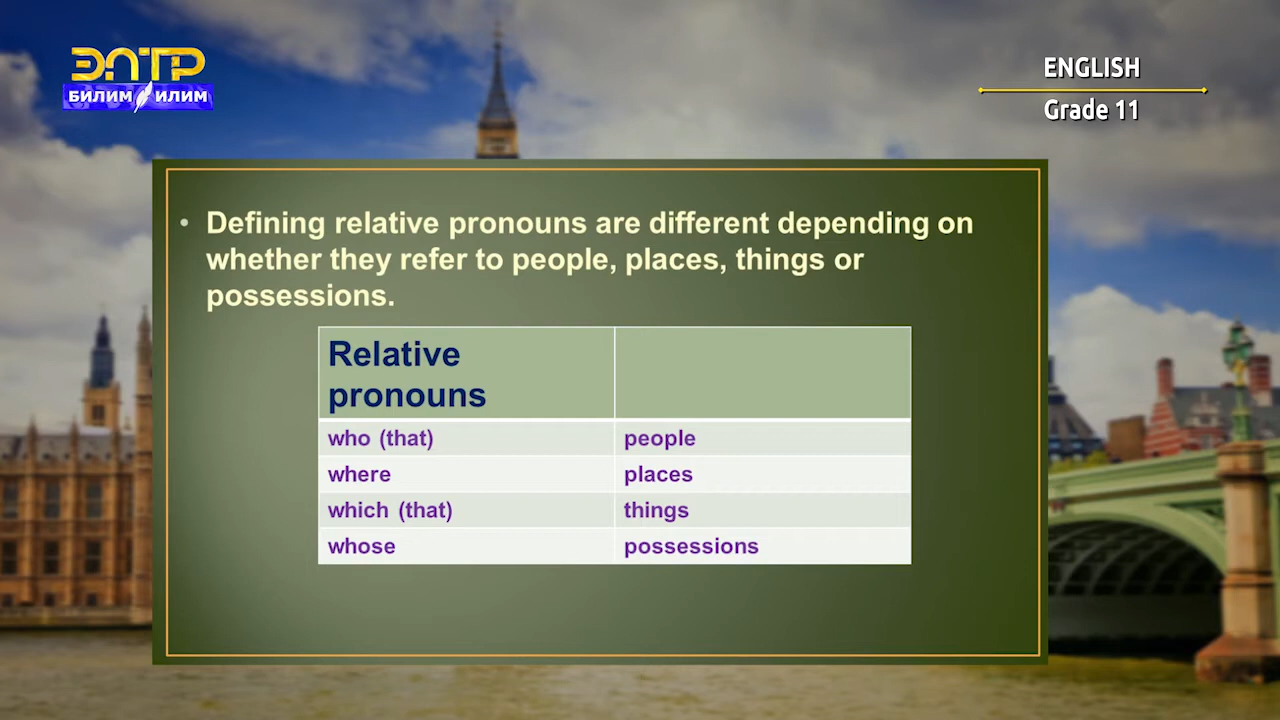 ЭЛТР
БИЛИМ ИЛИМ
ENGLISH
Grade 11
• Defining relative pronouns are different depending on
whether they refer to people, places, things or
possessions.
Relative
pronouns
who (that) people
where places
which (that) things
whose possessions